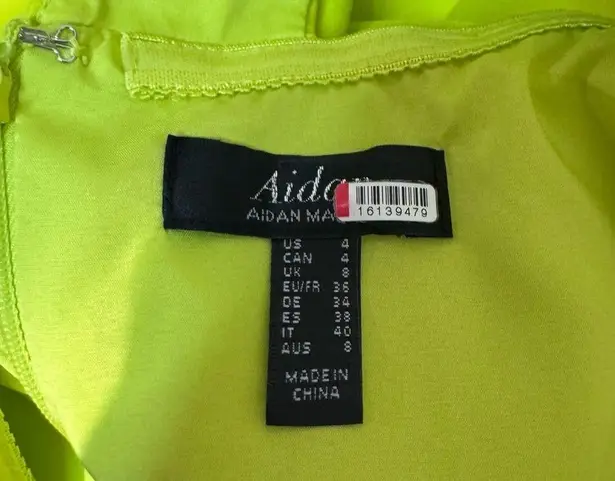 Aidan
AIDAN MA
16139479
US 4
CAN 4
UK 8
EU/FR 36
DE 34
ES 38
IT 40
AUS 8
MADE IN
CHINA